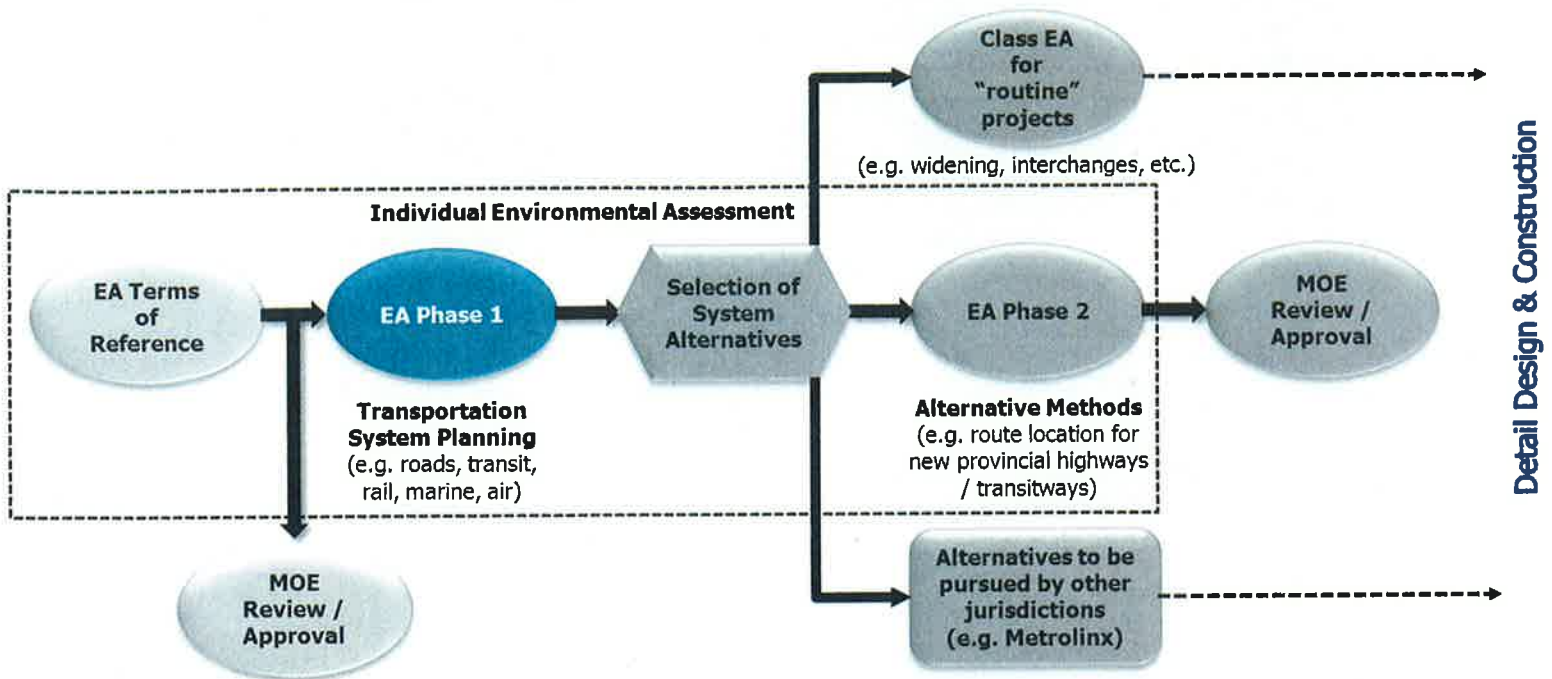 Class EA
for
"routine"
projects
(e.g. widening, interchanges, etc.)
Individual Environmental Assessment
EA Terms
of
Reference
EA Phase 1
Selection of
System
Alternatives
EA Phase 2
MOE
Review /
Approval
Transportation
System Planning
(e.g. roads, transit,
rail, marine, air)
Alternative Methods
(e.g. route location for
new provincial highways
/ transitways)
MOE
Review /
Approval
Alternatives to be
pursued by other
jurisdictions
(e.g. Metrolinx)
Detail Design & Construction